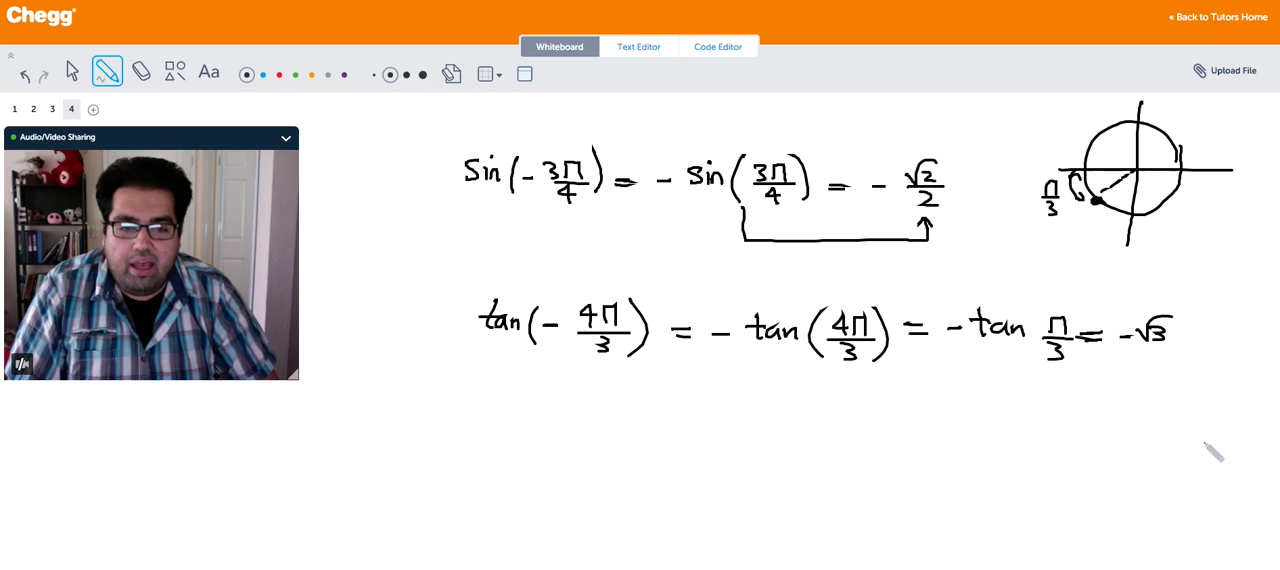 Chegg®
« Back to Tutors Home
Whiteboard Text Editor Code Editor
Aa
Upload File
1 2 3 4
Audio/Video Sharing
sin(-3π/4) = - sin(3π/4) = - √2/2
π/3
tan(-4π/3) = - tan(4π/3) = - tan π/3 = -√3